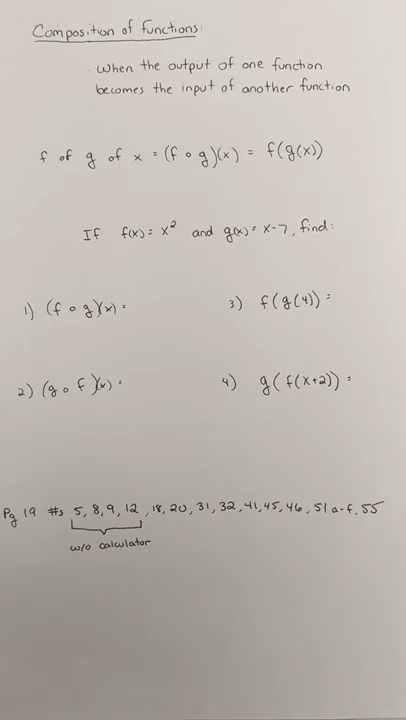 Composition of functions:
· When the output of one function
becomes the input of another function
f of g of x = (f ∘ g)(x) = f(g(x))
If f(x) = x² and g(x) = x-7, find:
1) (f ∘ g)(x) =
3) f(g(4)) =
2) (g ∘ f)(x) =
4) g(f(x+2)) =
Pg 19 #s 5, 8, 9, 12, 18, 20, 31, 32, 41, 45, 46, 51 a-f, 55
w/o calculator